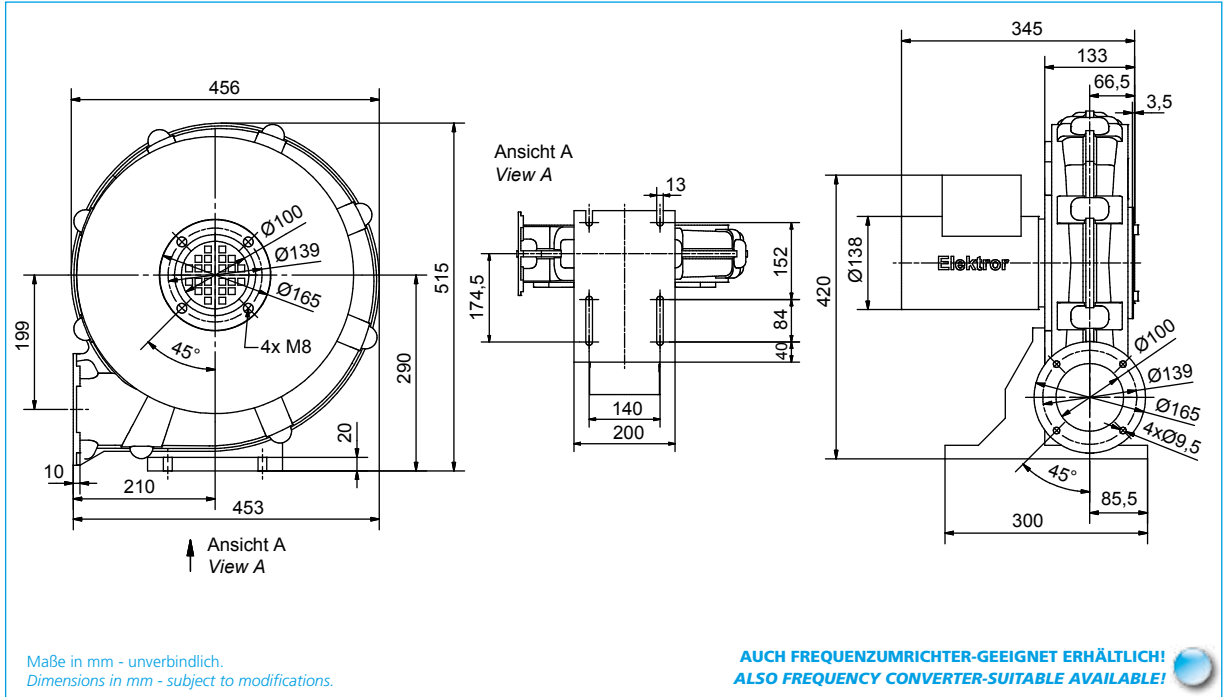 456
515
290
199
Ø100
Ø139
Ø165
45°
4x M8
20
10
210
453
Ansicht A
View A
Ansicht A
View A
13
152
174,5
84
40
140
200
345
133
66,5
3,5
420
Ø138
Elektror
Ø100
Ø139
Ø165
4xØ9,5
45°
85,5
300
Maße in mm - unverbindlich.
Dimensions in mm - subject to modifications.
AUCH FREQUENZUMRICHTER-GEEIGNET ERHÄLTLICH!
ALSO FREQUENCY CONVERTER-SUITABLE AVAILABLE!